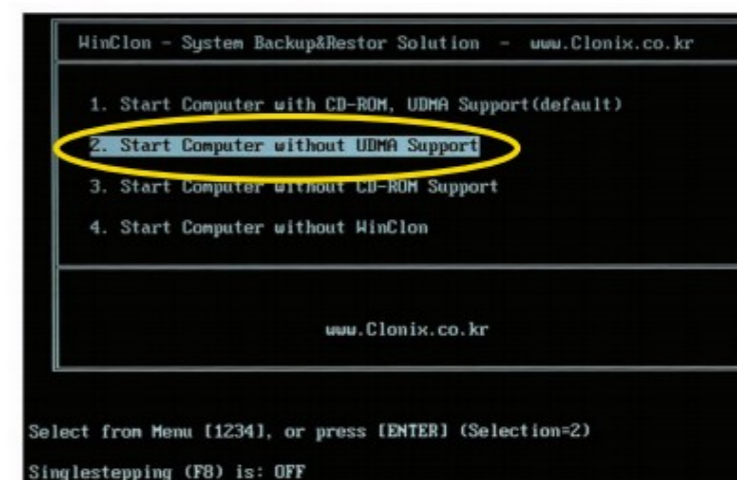 WinClon - System Backup&Restor Solution - www.Clonix.co.kr
1. Start Computer with CD-ROM, UDMA Support(default)
2. Start Computer without UDMA Support
3. Start Computer without CD-ROM Support
4. Start Computer without WinClon
www.Clonix.co.kr
Select from Menu [1234], or press [ENTER] (Selection=2)
Singlestepping (F8) is: OFF